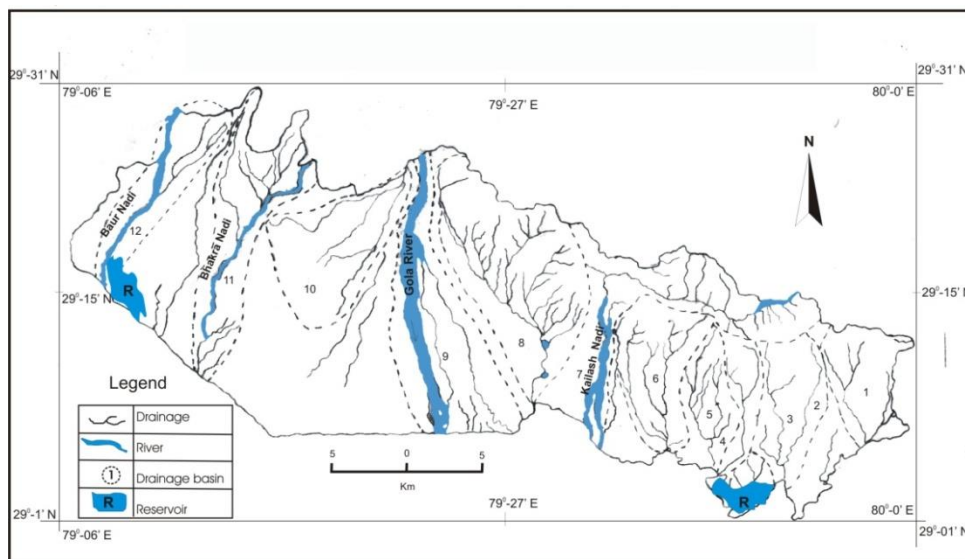 29°-31' N
29°-31' N
79°-06' E
79°-27' E
80°-0' E
N
Baur Nadi
12
Bhakra Nadi
11
10
Gola River
9
8
7
Kailash Nadi
6
5
4
3
2
1
R
29°-15' N
29°-15' N
Legend
Drainage
River
1 Drainage basin
R Reservoir
5 0 5
Km
R
29°-1' N
79°-06' E
79°-27' E
80°-0' E
29°-01' N